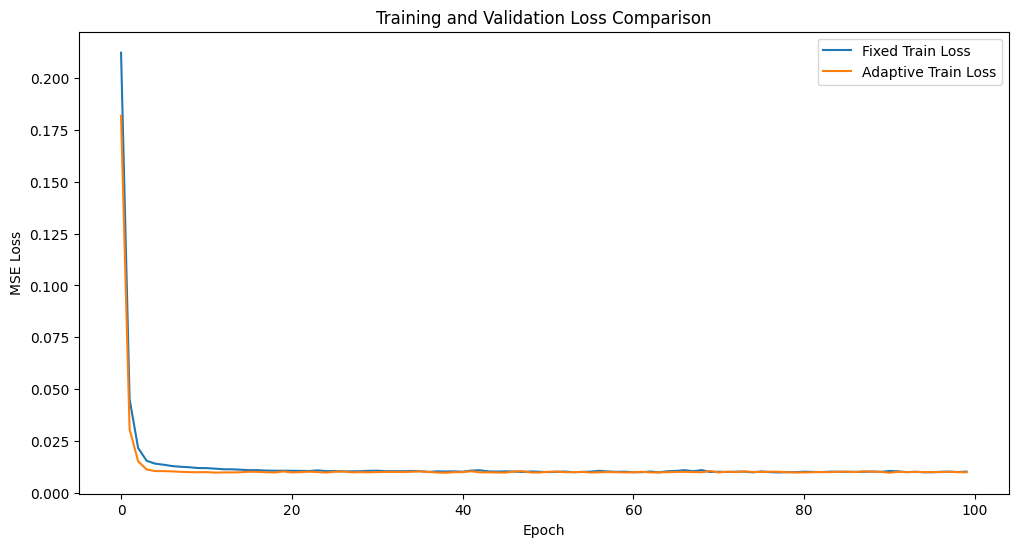 Training and Validation Loss Comparison
Fixed Train Loss
Adaptive Train Loss
MSE Loss
0.200
0.175
0.150
0.125
0.100
0.075
0.050
0.025
0.000
0 20 40 60 80 100
Epoch